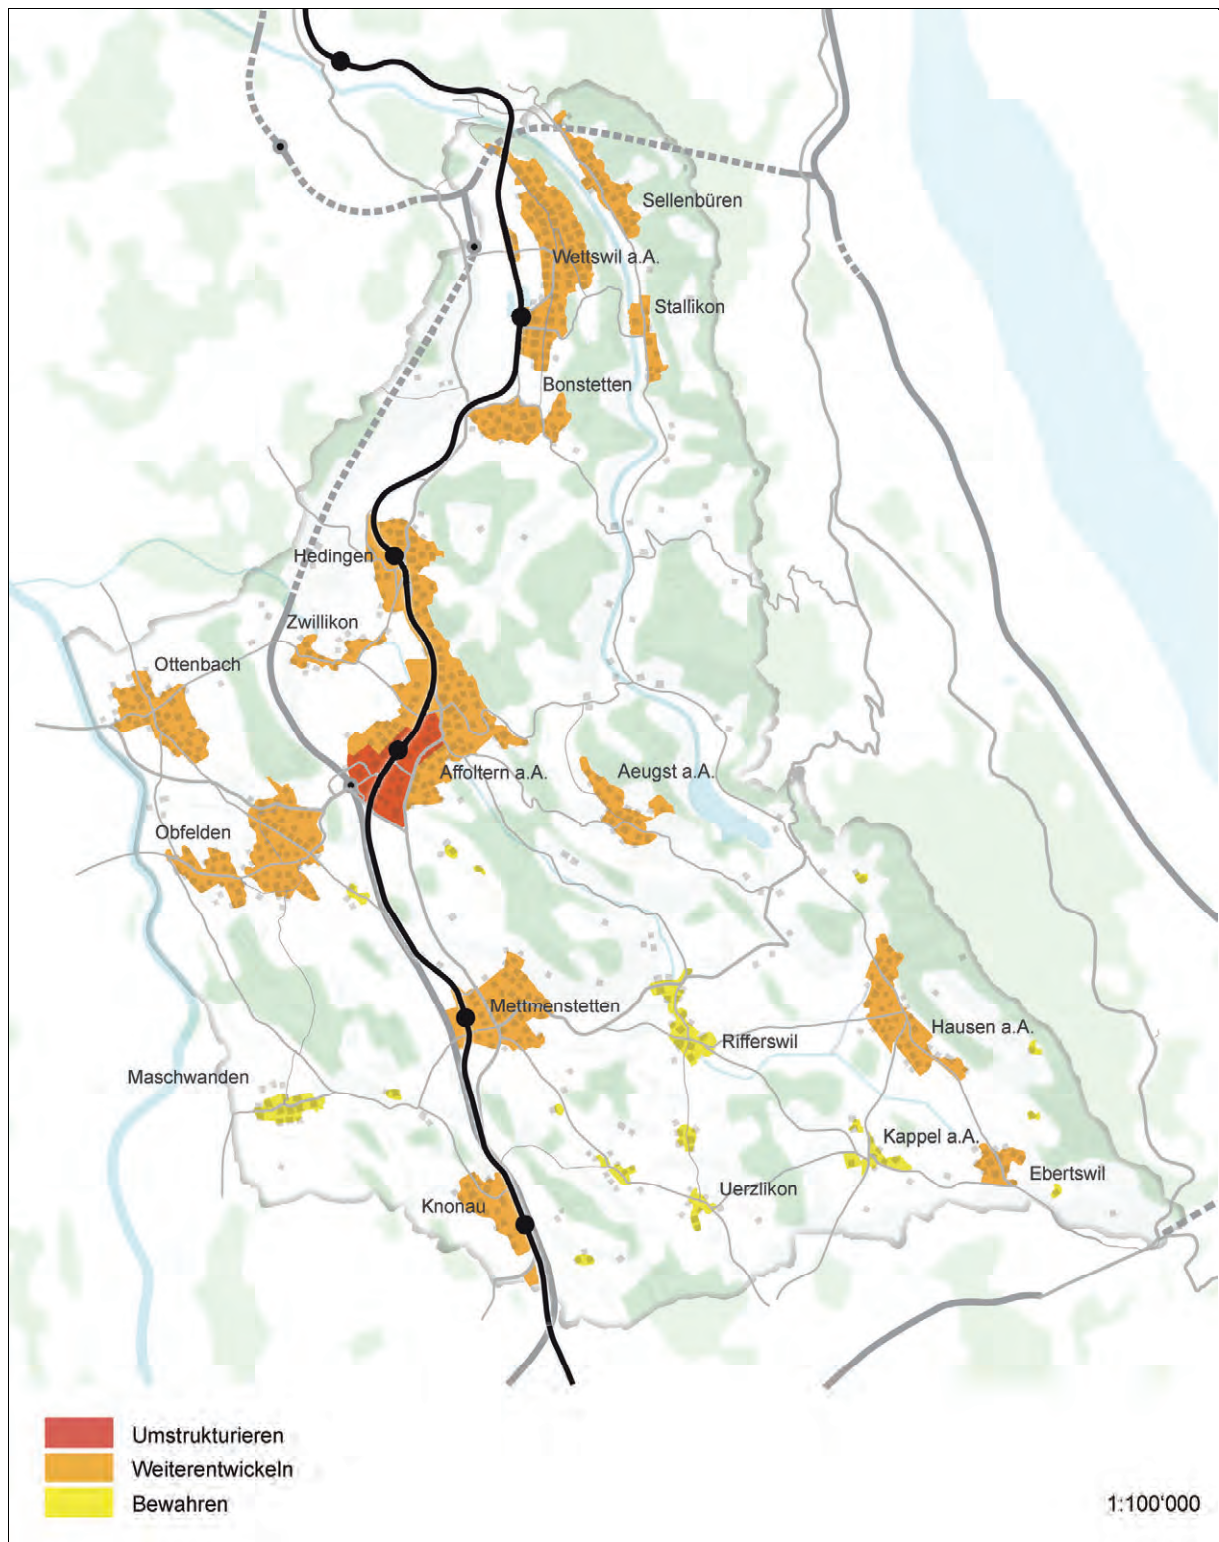 Sellenbüren
Wettswil a.A.
Stallikon
Bonstetten
Hedingen
Zwillikon
Ottenbach
Affoltern a.A.
Aeugst a.A.
Obfelden
Mettmenstetten
Hausen a.A.
Rifferswil
Maschwanden
Kappel a.A.
Ebertswil
Uerzlikon
Knonau
Umstrukturieren
Weiterentwickeln
Bewahren
1:100'000